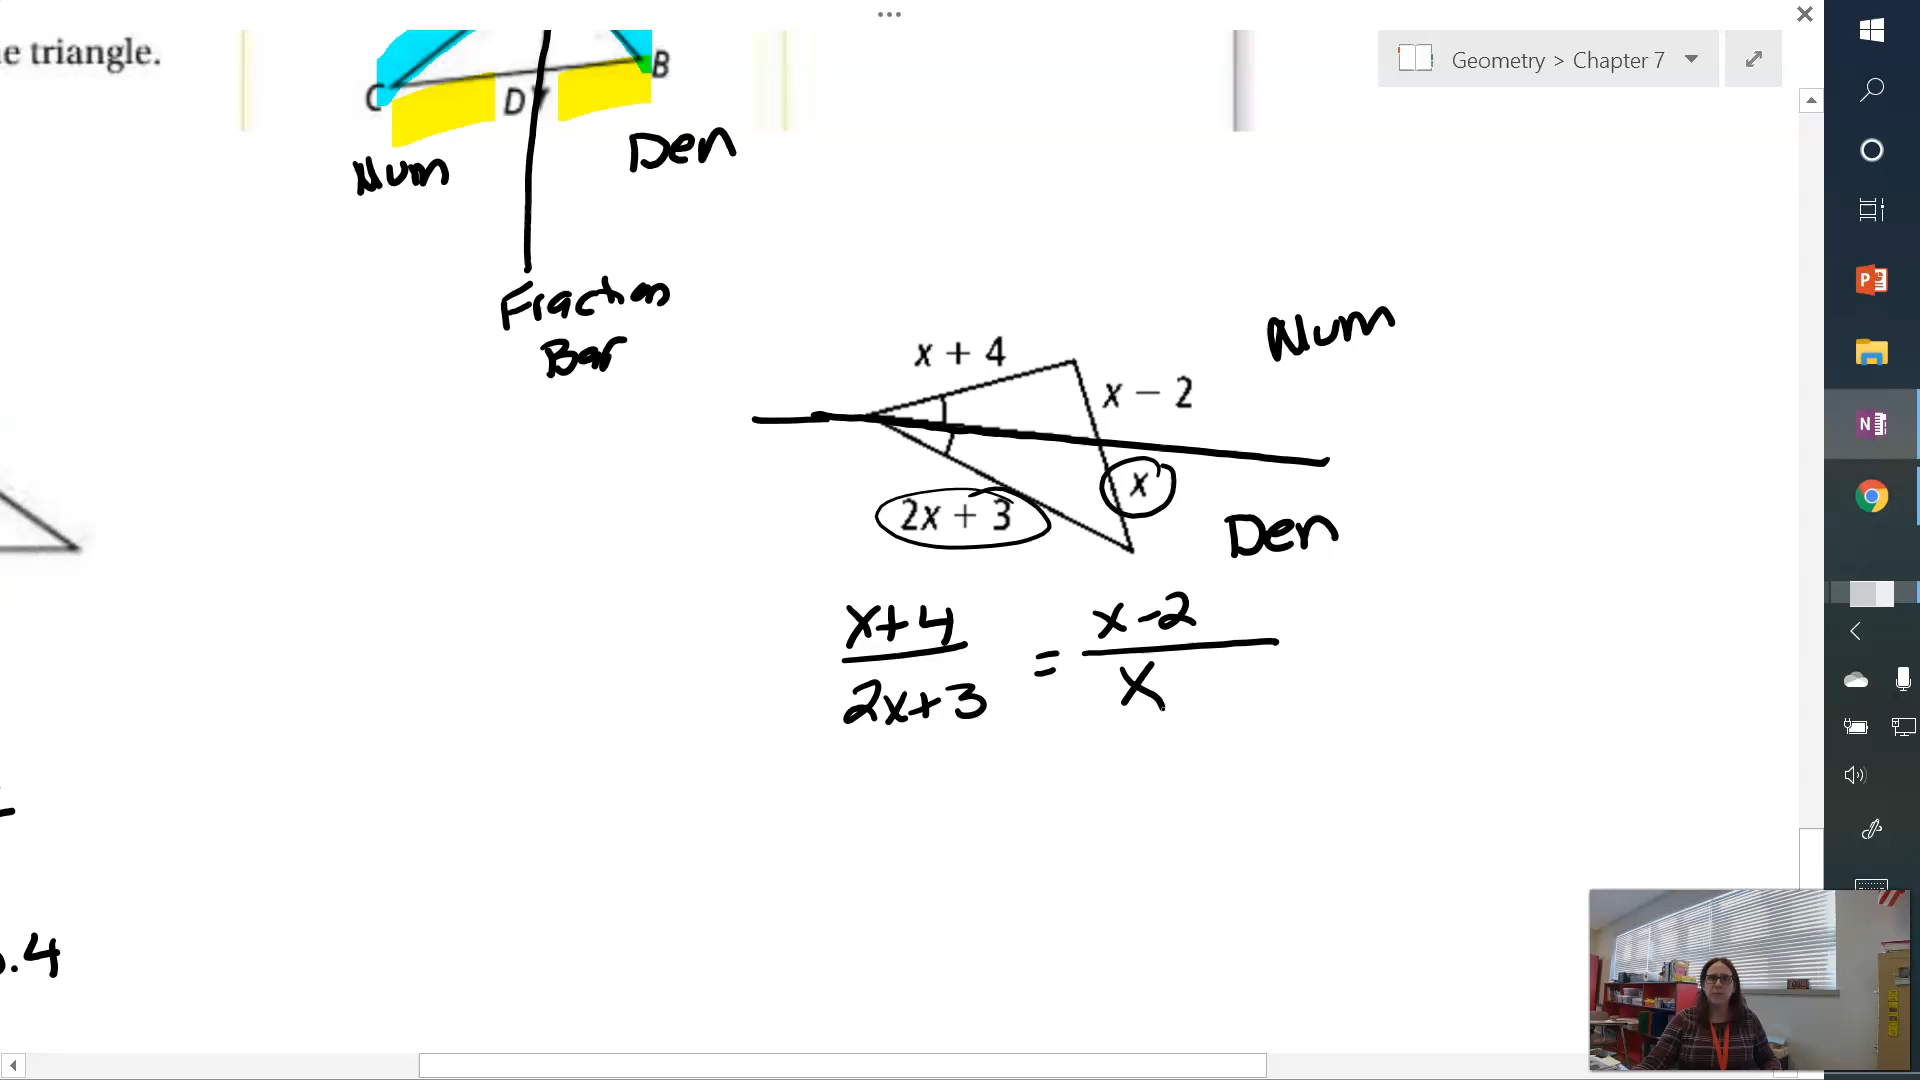 e triangle.
Geometry > Chapter 7
C
D
B
Num
Den
Fraction
Bar
Num
x + 4
x − 2
x
2x + 3
Den
x+4
2x+3
=
x-2
x
.4